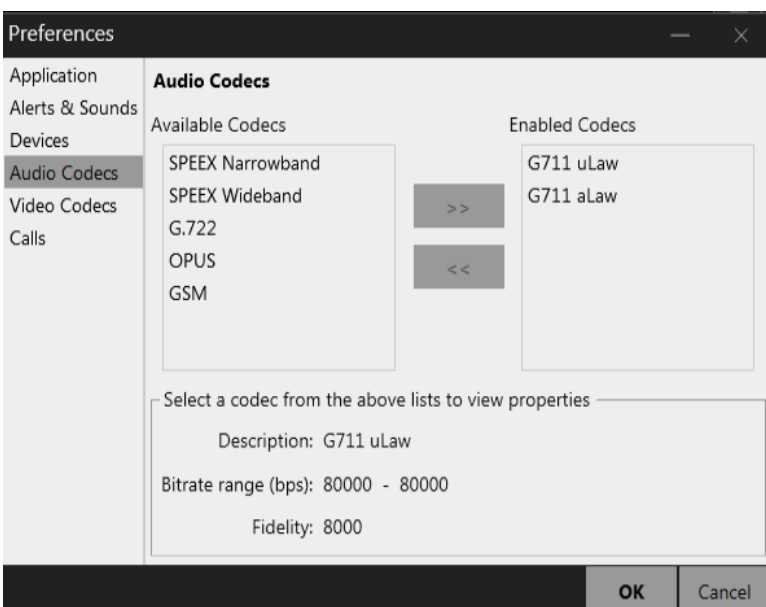 Preferences
Application
Alerts & Sounds
Devices
Audio Codecs
Video Codecs
Calls
Audio Codecs
Available Codecs
SPEEX Narrowband
SPEEX Wideband
G.722
OPUS
GSM
>>
<<
Enabled Codecs
G711 uLaw
G711 aLaw
Select a codec from the above lists to view properties
Description: G711 uLaw
Bitrate range (bps): 80000 - 80000
Fidelity: 8000
OK
Cancel